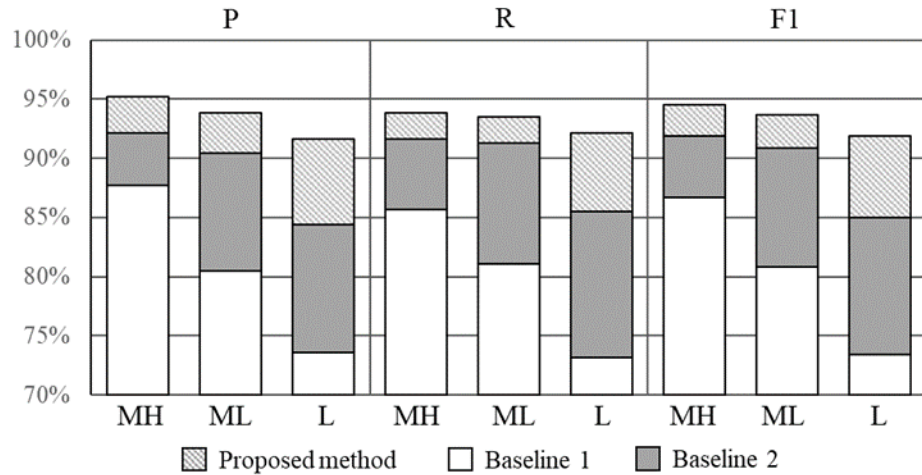 P R F1
100%
95%
90%
85%
80%
75%
70%
MH ML L MH ML L MH ML L
Proposed method Baseline 1 Baseline 2